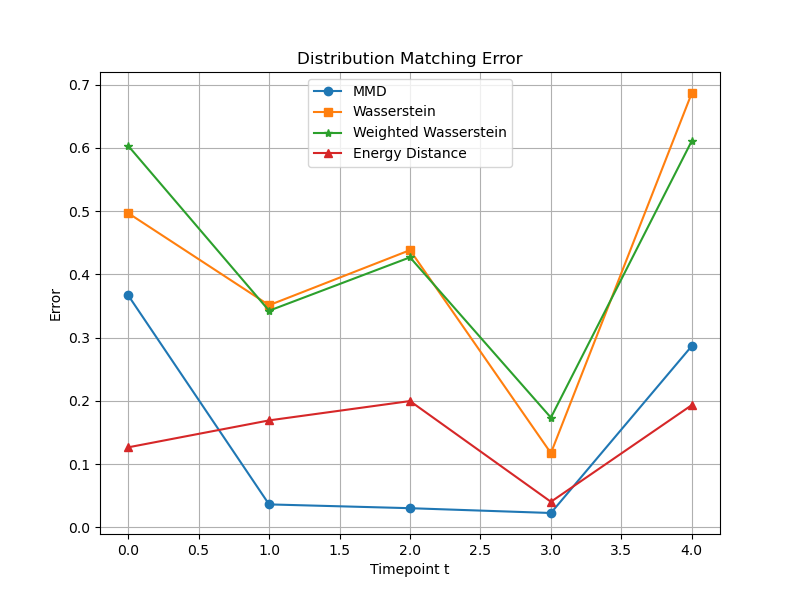 Distribution Matching Error
MMD
Wasserstein
Weighted Wasserstein
Energy Distance
0.7
0.6
0.5
0.4
0.3
0.2
0.1
0.0
Error
0.0 0.5 1.0 1.5 2.0 2.5 3.0 3.5 4.0
Timepoint t